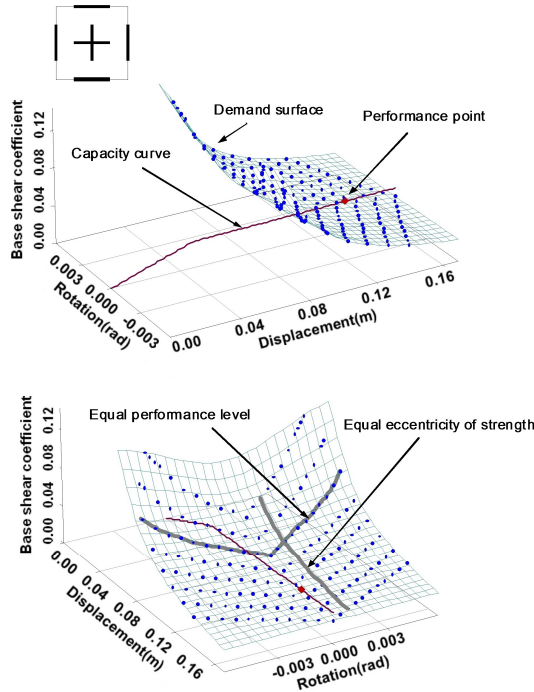 Demand surface
Performance point
Capacity curve
Base shear coefficient
0.12
0.08
0.04
0.00
0.003 0.000 -0.003
Rotation(rad)
0.00 0.04 0.08 0.12 0.16
Displacement(m)
Equal performance level
Equal eccentricity of strength
Base shear coefficient
0.12
0.08
0.04
0.00
0.00 0.04 0.08 0.12 0.16
Displacement(m)
-0.003 0.000 0.003
Rotation(rad)